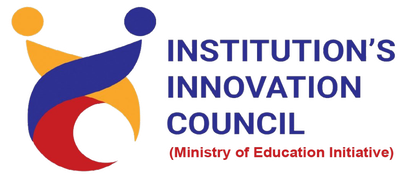 INSTITUTION'S
INNOVATION
COUNCIL
(Ministry of Education Initiative)